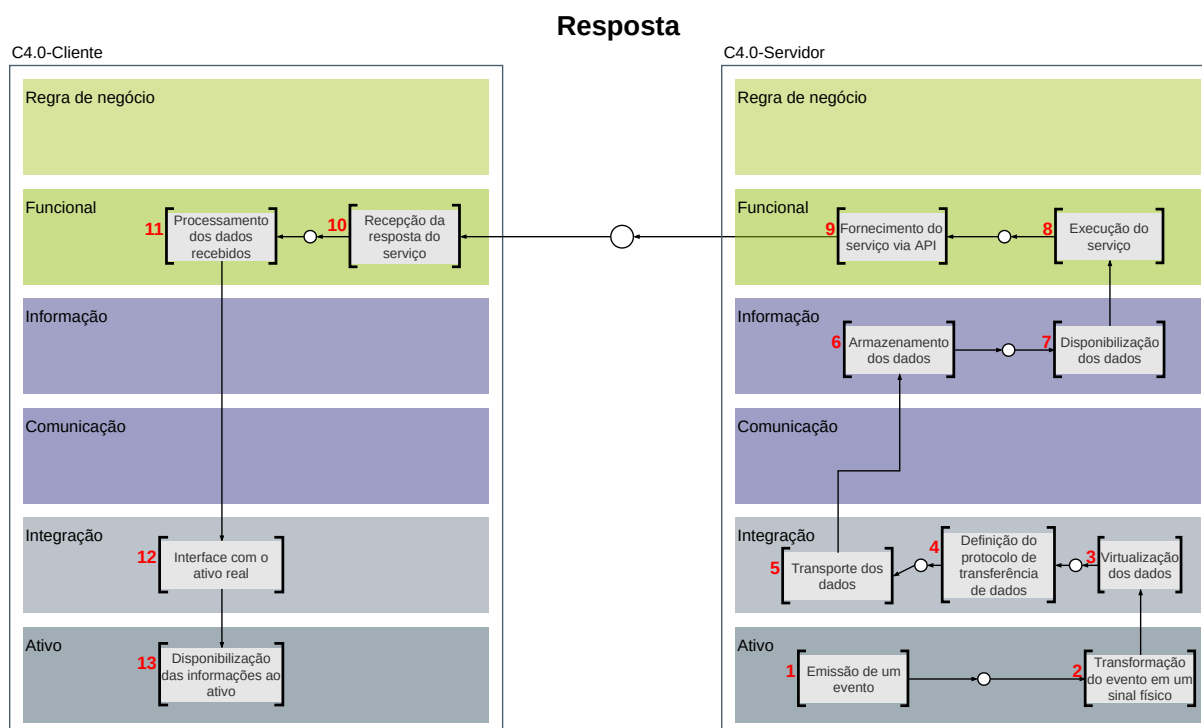 Resposta
C4.0-Cliente
Regra de negócio
Funcional
11
Processamento
dos dados
recebidos
10
Recepção da
resposta do
serviço
Informação
Comunicação
Integração
12
Interface com o
ativo real
Ativo
13
Disponibilização
das informações ao
ativo
C4.0-Servidor
Regra de negócio
Funcional
9
Fornecimento do
serviço via API
8
Execução do
serviço
Informação
6
Armazenamento
dos dados
7
Disponibilização
dos dados
Comunicação
Integração
5
Transporte dos
dados
4
Definição do
protocolo de
transferência
de dados
3
Virtualização
dos dados
Ativo
1
Emissão de um
evento
2
Transformação
do evento em um
sinal físico